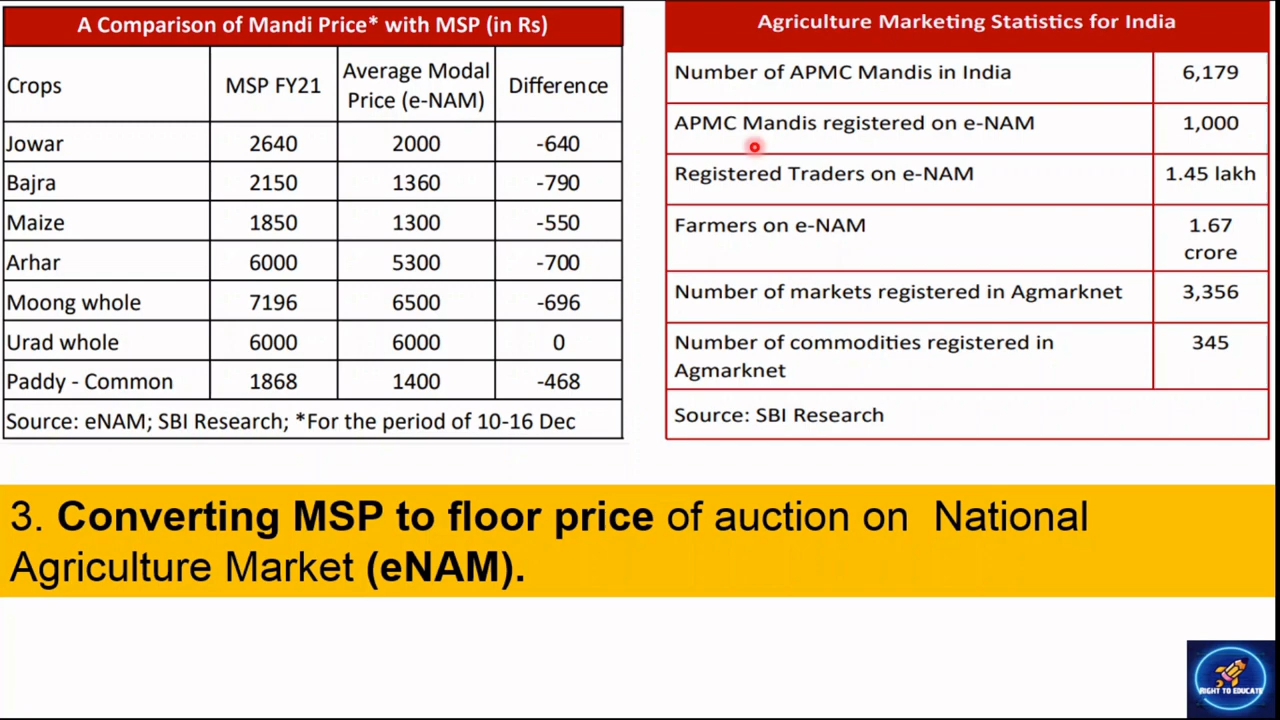 A Comparison of Mandi Price* with MSP (in Rs)
Crops MSP FY21 Average Modal Price (e-NAM) Difference
Jowar 2640 2000 -640
Bajra 2150 1360 -790
Maize 1850 1300 -550
Arhar 6000 5300 -700
Moong whole 7196 6500 -696
Urad whole 6000 6000 0
Paddy - Common 1868 1400 -468
Source: eNAM; SBI Research; *For the period of 10-16 Dec
Agriculture Marketing Statistics for India
Number of APMC Mandis in India 6,179
APMC Mandis registered on e-NAM 1,000
Registered Traders on e-NAM 1.45 lakh
Farmers on e-NAM 1.67 crore
Number of markets registered in Agmarknet 3,356
Number of commodities registered in Agmarknet 345
Source: SBI Research
3. Converting MSP to floor price of auction on National
Agriculture Market (eNAM).
RIGHT TO EDUCATE